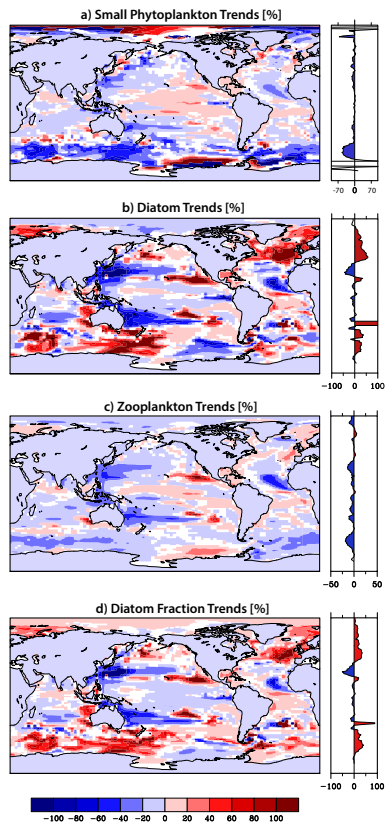 a) Small Phytoplankton Trends [%]
-70 0 70
b) Diatom Trends [%]
-100 0 100
c) Zooplankton Trends [%]
-50 0 50
d) Diatom Fraction Trends [%]
-100 0 100
-100 -80 -60 -40 -20 0 20 40 60 80 100